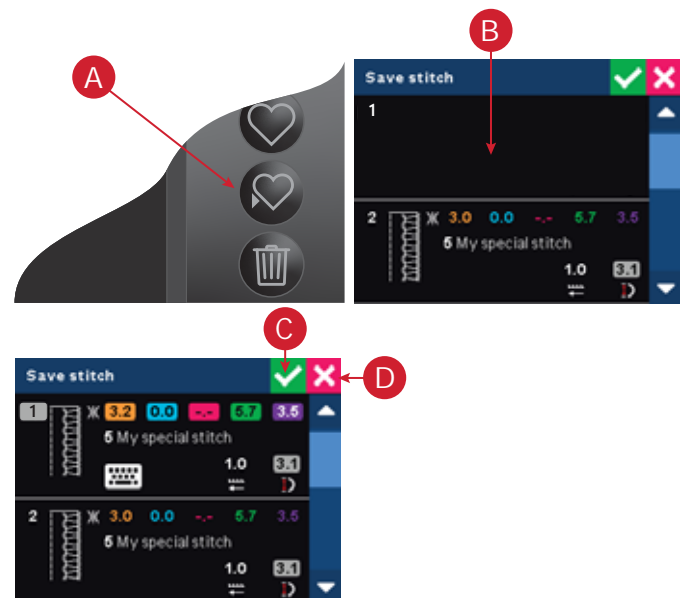 A
B
Save stitch
1
2 Ж 3.0 0.0 -.- 5.7 3.5
5 My special stitch
1.0 3.1
C
D
Save stitch
1 Ж 3.2 0.0 -.- 5.7 3.5
5 My special stitch
1.0 3.1
2 Ж 3.0 0.0 -.- 5.7 3.5
5 My special stitch
1.0 3.1